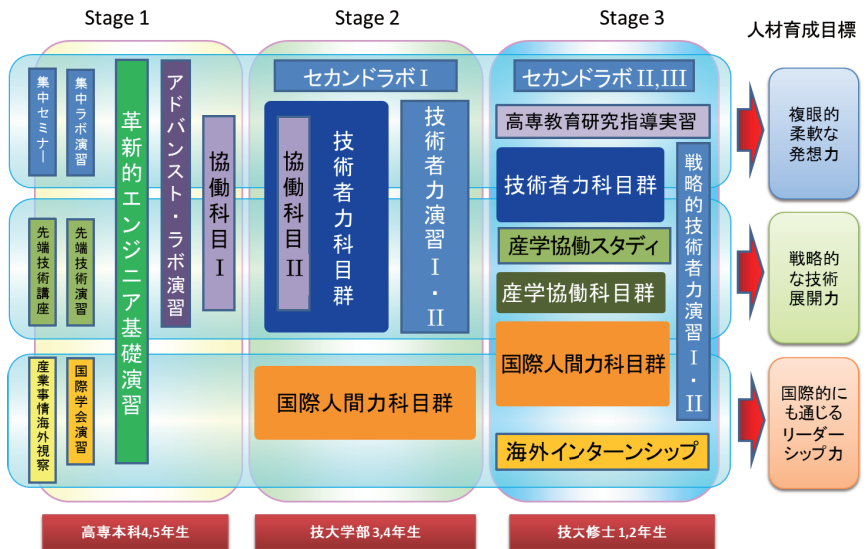 Stage 1
Stage 2
Stage 3
人材育成目標
集中セミナー
集中ラボ演習
革新的エンジニア基礎演習
アドバンスト・ラボ演習
協働科目Ⅰ
先端技術講座
先端技術演習
産業事情海外視察
国際学会演習
セカンドラボⅠ
協働科目Ⅱ
技術者力科目群
技術者力演習Ⅰ・Ⅱ
国際人間力科目群
セカンドラボⅡ,Ⅲ
高専教育研究指導実習
技術者力科目群
産学協働スタディ
産学協働科目群
国際人間力科目群
戦略的技術者力演習Ⅰ・Ⅱ
海外インターンシップ
複眼的
柔軟な
発想力
戦略的
な技術
展開力
国際的に
も通じる
リーダー
シップ力
高専本科4,5年生
技大学部3,4年生
技大修士1,2年生